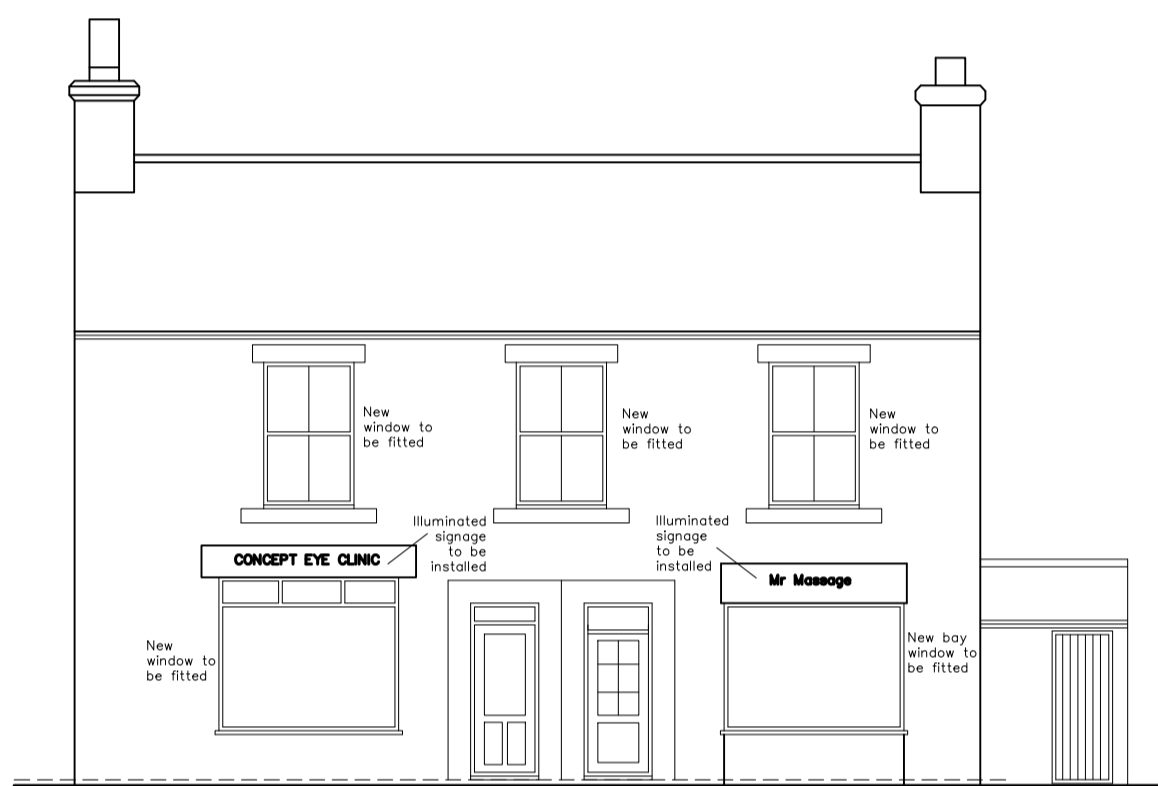 New
window to
be fitted
New
window to
be fitted
New
window to
be fitted
Illuminated
signage
to be
installed
Illuminated
signage
to be
installed
CONCEPT EYE CLINIC
Mr Massage
New
window to
be fitted
New bay
window to
be fitted